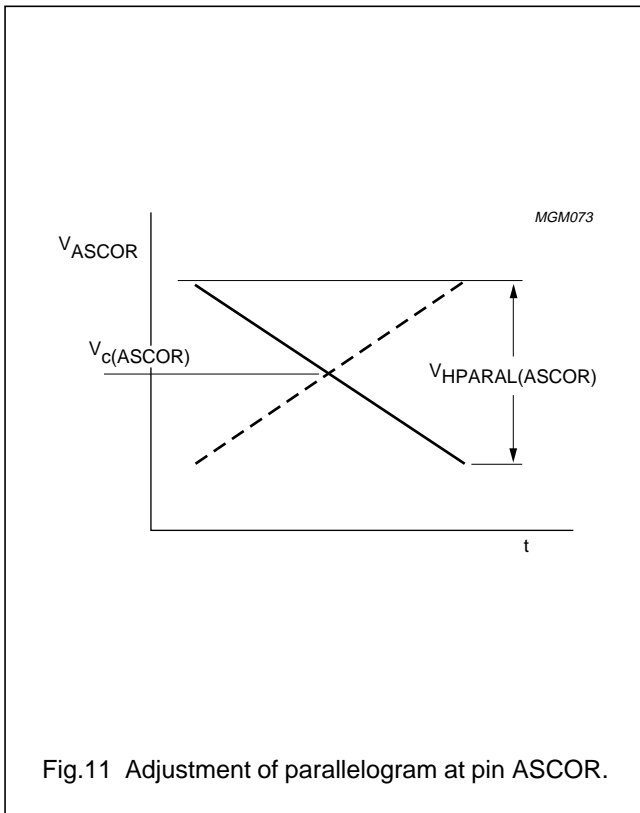 MGM073
VASCOR
Vc(ASCOR)
VHPARAL(ASCOR)
t
Fig.11 Adjustment of parallelogram at pin ASCOR.